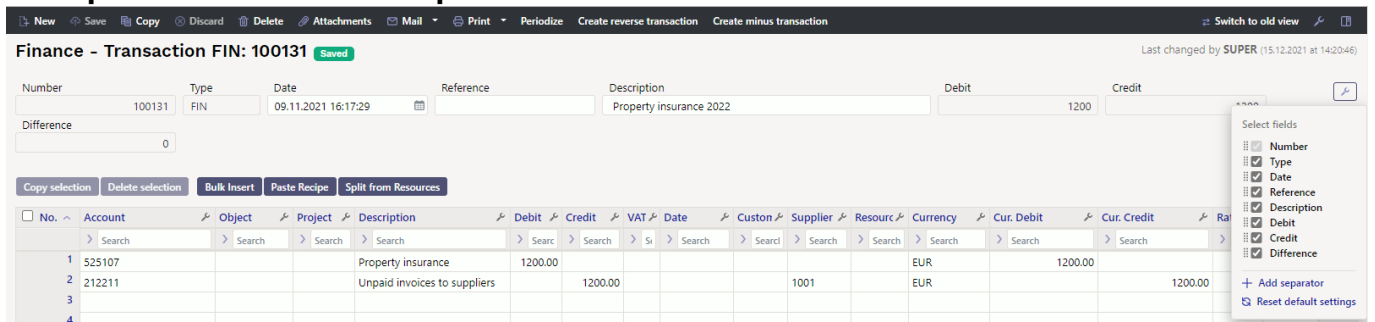 New Save Copy Discard Delete Attachments Mail Print Periodize Create reverse transaction Create minus transaction Switch to old view
Finance - Transaction FIN: 100131 Saved Last changed by SUPER (15.12.2021 at 14:20:46)
Number Type Date Reference Description Debit Credit
100131 FIN 09.11.2021 16:17:29 Property insurance 2022 1200 1200
Difference
0
Select fields
Number
Type
Date
Reference
Description
Debit
Credit
Difference
Add separator
Reset default settings
Copy selection Delete selection Bulk Insert Paste Recipe Split from Resources
No. Account Object Project Description Debit Credit VAT Date Custon Supplier Resourc Currency Cur. Debit Cur. Credit Rat
Search Search Search Search Searc Search S Search Searcl Search Search Search Search Search
1 525107 Property insurance 1200.00 EUR 1200.00
2 212211 Unpaid invoices to suppliers 1200.00 1001 EUR 1200.00
3
4